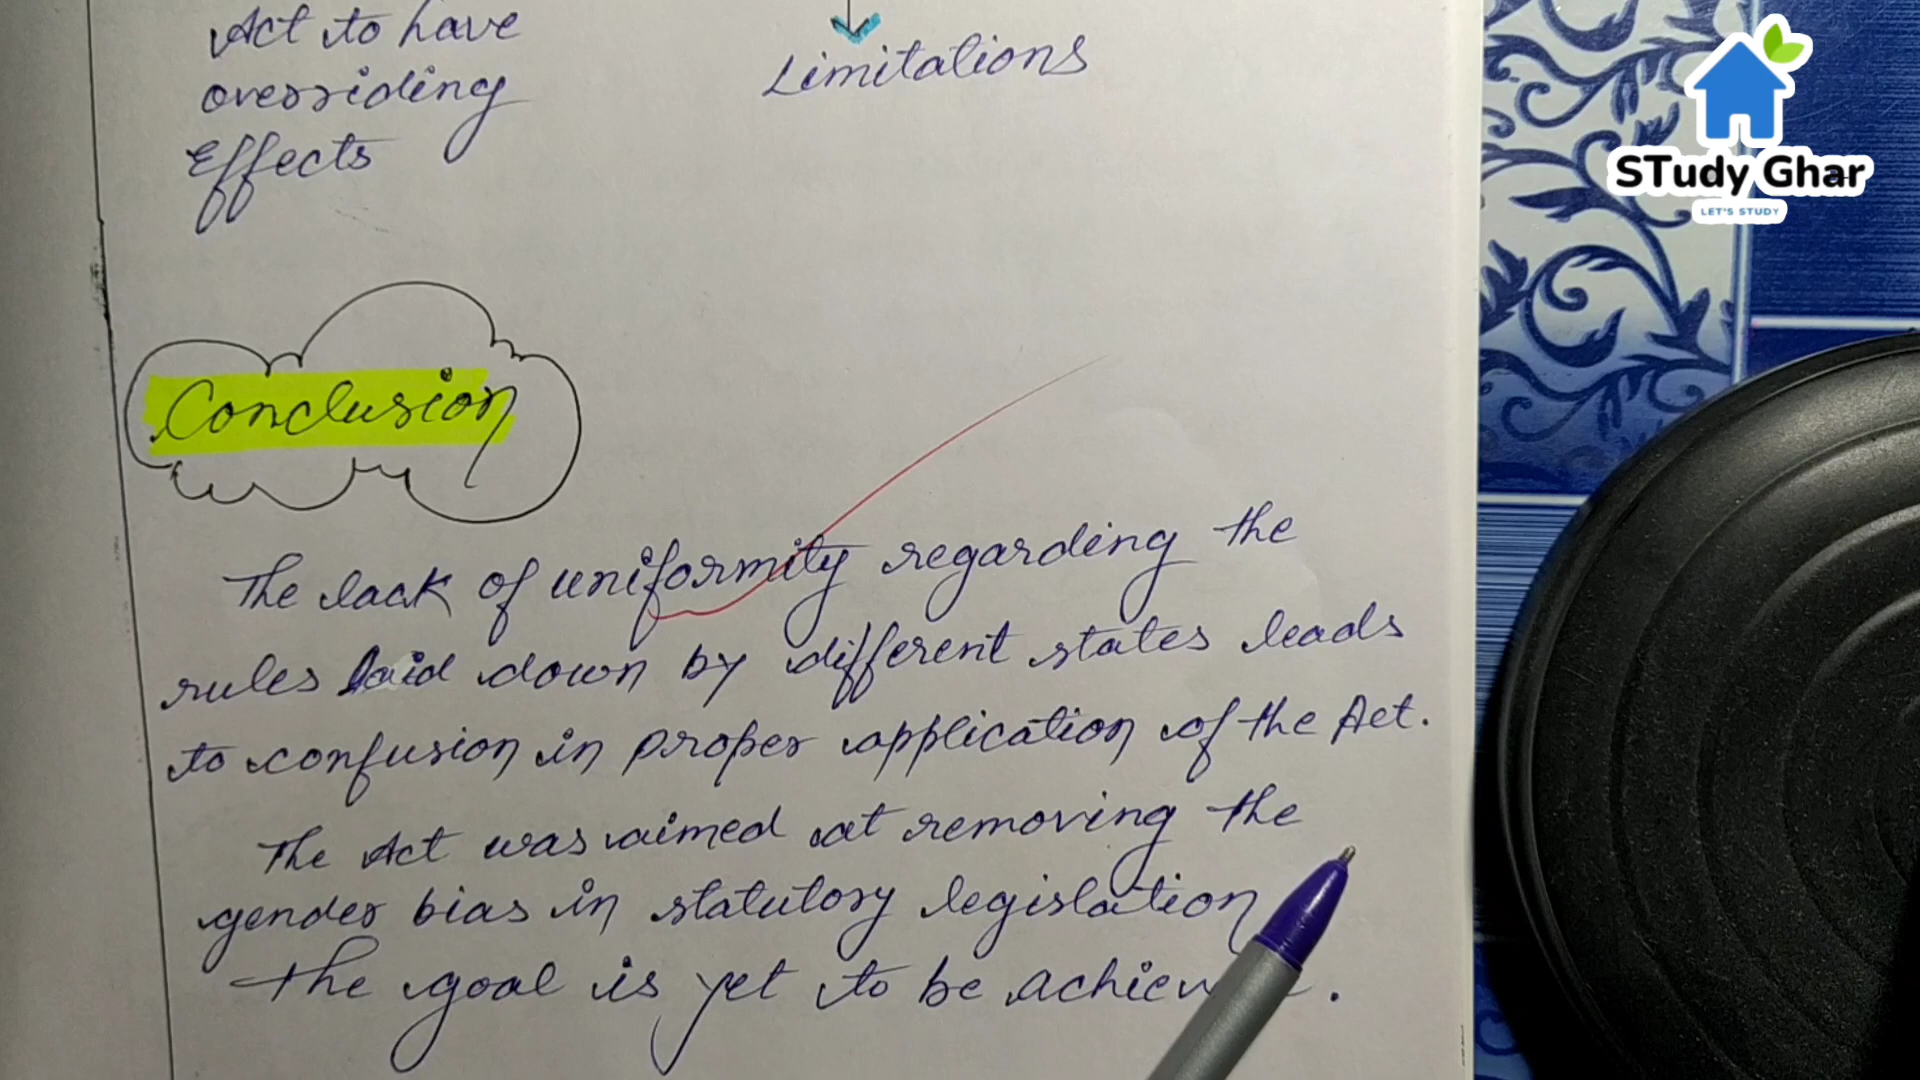 Act to have
overriding
Effects
Limitations
STudy Ghar
LET'S STUDY
Conclusion
The lack of uniformity regarding the
rules laid down by different states leads
to confusion in proper application of the Act.
The Act was aimed at removing the
gender bias in statutory legislation
The goal is yet to be